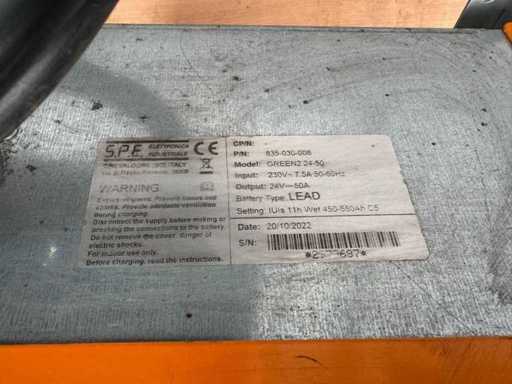 S.P.E. ELETTRONICA INDUSTRIALE
CE
C/P/N: -
P/N: 835-030-008
Model: GREEN2 24-50
Input: 230V~ 7.5A 50-60Hz
Output: 24V⎓50A
Battery Type: LEAD
Setting: IUIa 11h Wet 450-550Ah C5
Date: 20/10/2022
S/N:
WARNING
Explosive gases. Prevent flames and
sparks. Provide adequate ventilation
during charging.
Disconnect the supply before making or
breaking the connections to the battery.
Do not remove the cover, danger of
electric shocks.
For indoor use only.
Before charging, read the instructions.